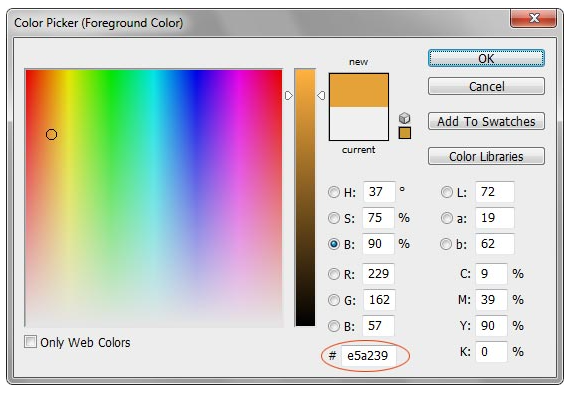 Color Picker (Foreground Color)
new
current
OK
Cancel
Add To Swatches
Color Libraries
H: 37 °
S: 75 %
B: 90 %
R: 229
G: 162
B: 57
# e5a239
L: 72
a: 19
b: 62
C: 9 %
M: 39 %
Y: 90 %
K: 0 %
Only Web Colors